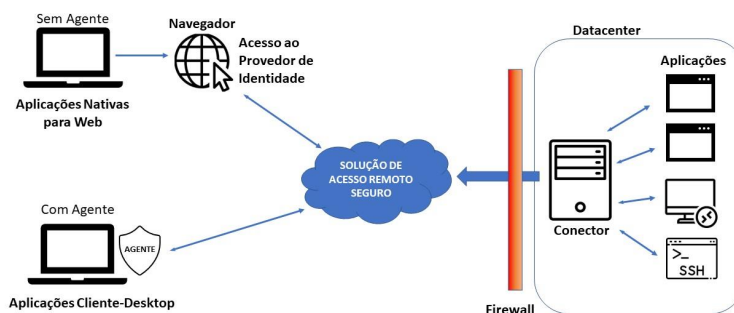 Sem Agente
Navegador
Acesso ao
Provedor de
Identidade
Aplicações Nativas
para Web
SOLUÇÃO DE
ACESSO REMOTO
SEGURO
Com Agente
AGENTE
Aplicações Cliente-Desktop
Firewall
Datacenter
Aplicações
Conector
>_
SSH